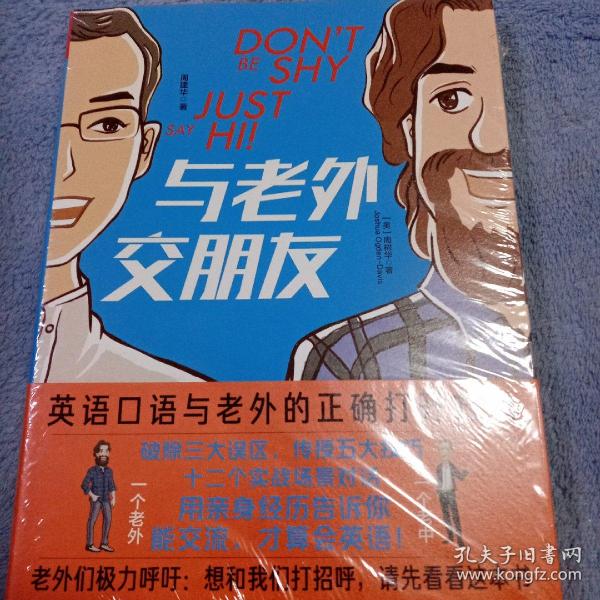 DON'T
BE SHY
JUST
SAY HI!
周建华 著
与老外
交朋友
[美] 周树华 著
Joshua Ogden-Davis
英语口语与老外的正确打
破除三大误区,传授五大技巧
十二个实战场景对话
用亲身经历告诉你
能交流,才算会英语!
一个老外
一个老中
老外们极力呼吁:想和我们打招呼,请先看看这本书
孔夫子旧书网
www.kongfz.com